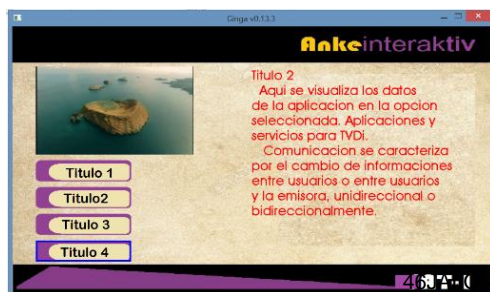 Ginga v0.13.3
Ankeinteraktiv
Titulo 2
Aqui se visualiza los datos
de la aplicacion en la opcion
seleccionada. Aplicaciones y
servicios para TVDi.
Comunicacion se caracteriza
por el cambio de informaciones
entre usuarios o entre usuarios
y la emisora, unidireccional o
bidireccionalmente.
Titulo 1
Titulo2
Titulo 3
Titulo 4